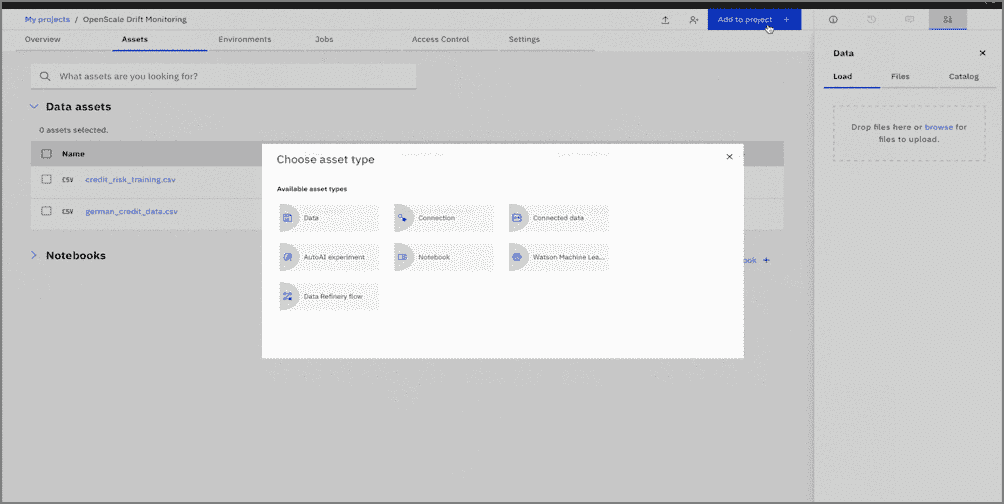 My projects / OpenScale Drift Monitoring
Add to project +
Overview
Assets
Environments
Jobs
Access Control
Settings
What assets are you looking for?
Data assets
0 assets selected.
Name
CSV credit_risk_training.csv
CSV german_credit_data.csv
Notebooks
ook +
Choose asset type
Available asset types
Data
Connection
Connected data
AutoAI experiment
Notebook
Watson Machine Lea...
Data Refinery flow
Data
Load
Files
Catalog
Drop files here or browse for
files to upload.